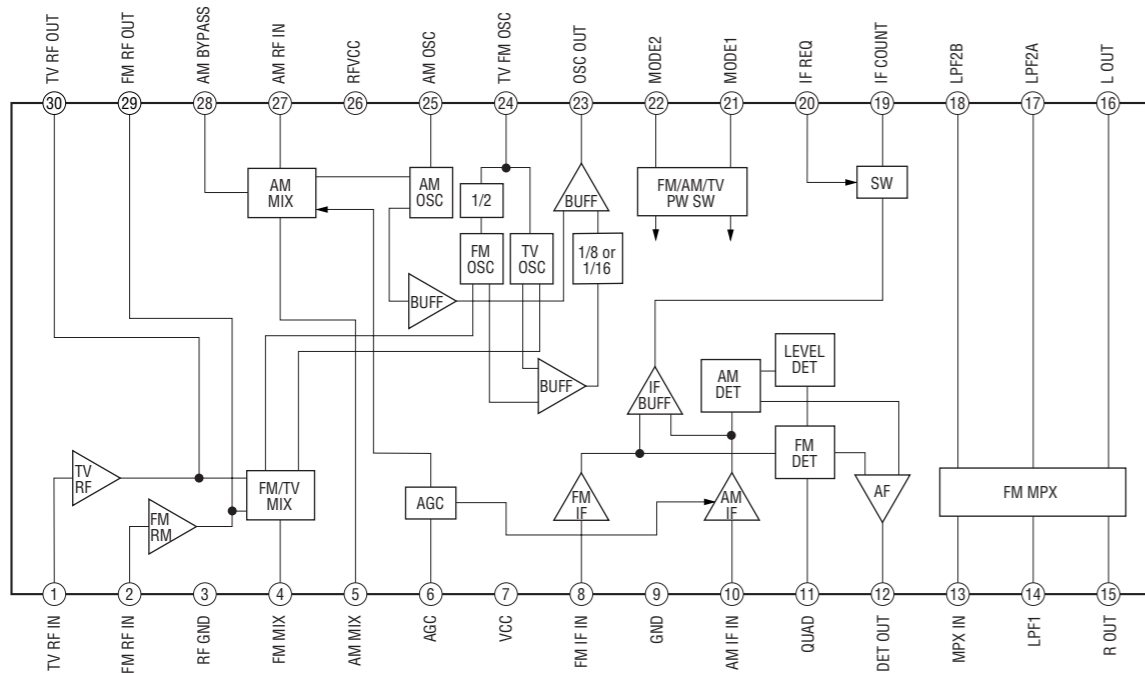 TV RF OUT
FM RF OUT
AM BYPASS
AM RF IN
RFVCC
AM OSC
TV FM OSC
OSC OUT
MODE2
MODE1
IF REQ
IF COUNT
LPF2B
LPF2A
L OUT
30
29
28
27
26
25
24
23
22
21
20
19
18
17
16
AM
MIX
AM
OSC
1/2
BUFF
FM/AM/TV
PW SW
SW
FM
OSC
TV
OSC
1/8 or
1/16
BUFF
BUFF
IF
BUFF
AM
DET
LEVEL
DET
FM
DET
TV
RF
FM
RM
FM/TV
MIX
AGC
FM
IF
AM
IF
AF
FM MPX
1
2
3
4
5
6
7
8
9
10
11
12
13
14
15
TV RF IN
FM RF IN
RF GND
FM MIX
AM MIX
AGC
VCC
FM IF IN
GND
AM IF IN
QUAD
DET OUT
MPX IN
LPF1
R OUT